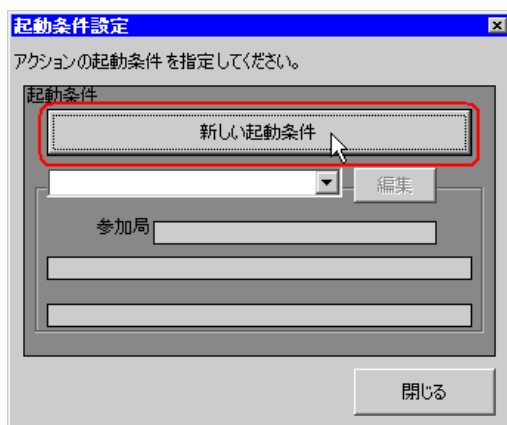 起動条件設定
アクションの起動条件を指定してください。
起動条件
新しい起動条件
編集
参加局
閉じる